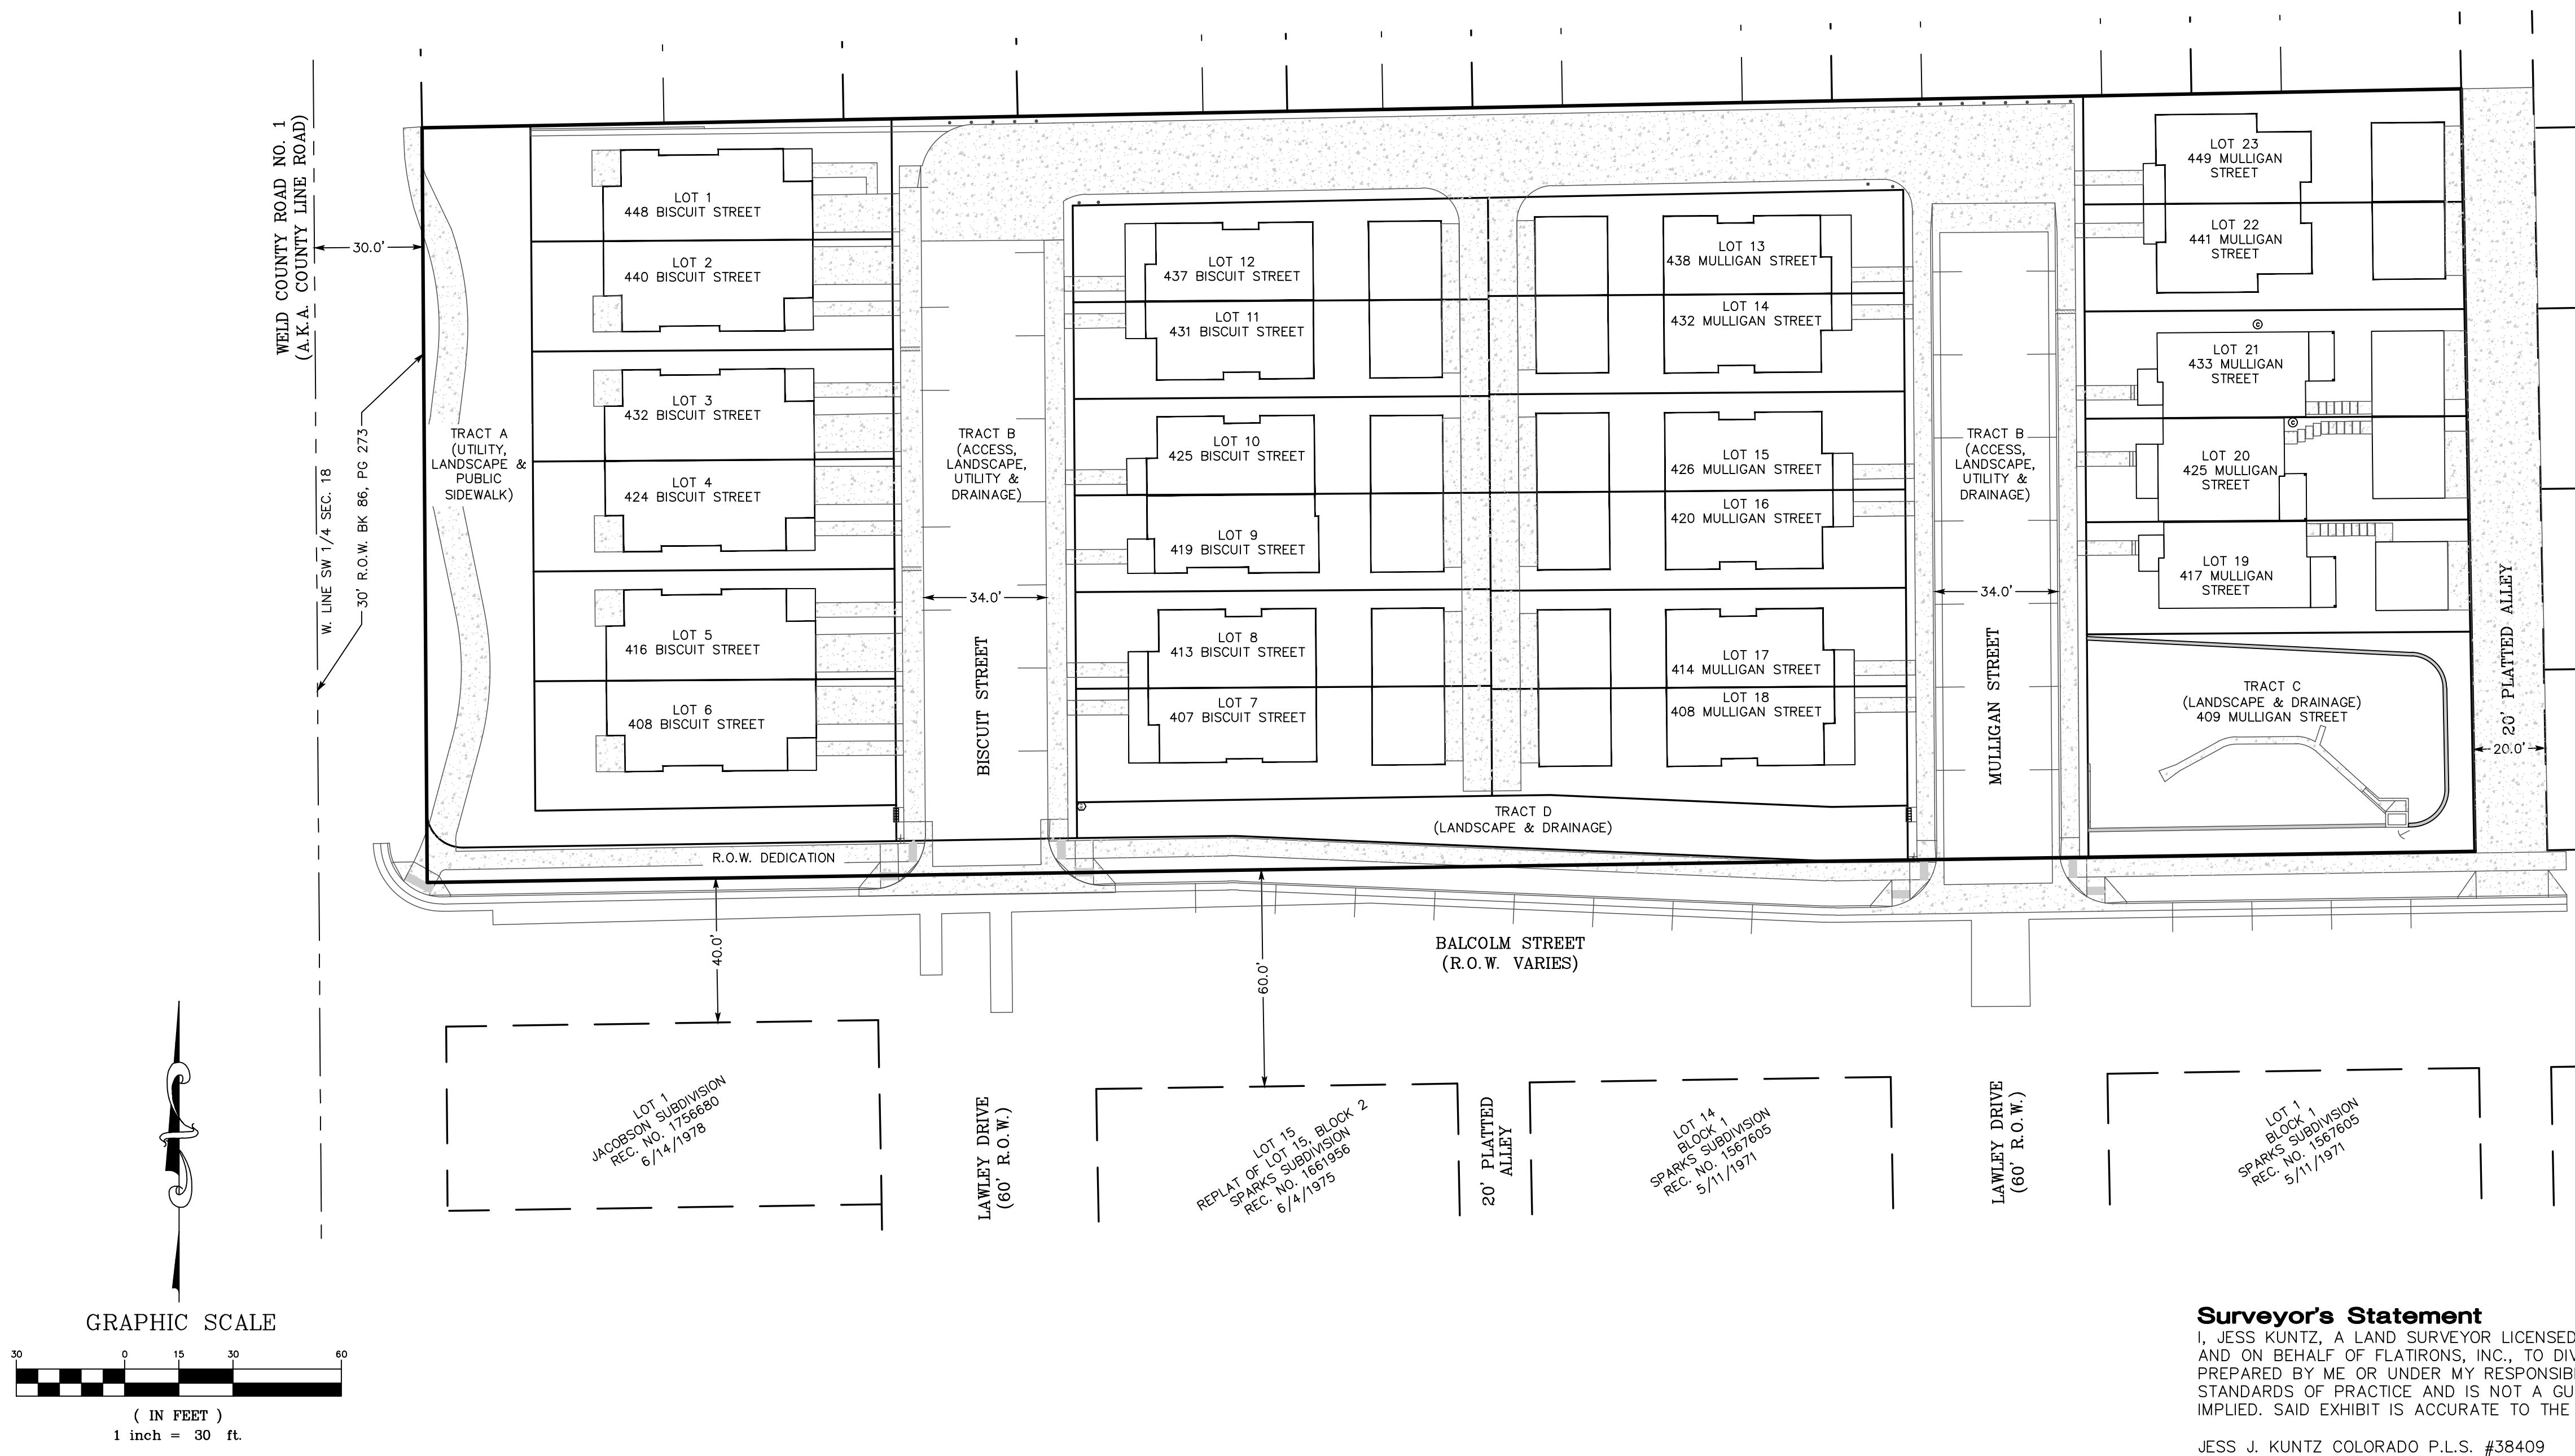 WELD COUNTY ROAD NO. 1
(A.K.A. COUNTY LINE ROAD)
30.0'
W. LINE SW 1/4 SEC. 18
30' R.O.W. BK 86, PG 273
TRACT A
(UTILITY,
LANDSCAPE &
PUBLIC
SIDEWALK)
LOT 1
448 BISCUIT STREET
LOT 2
440 BISCUIT STREET
LOT 3
432 BISCUIT STREET
LOT 4
424 BISCUIT STREET
LOT 5
416 BISCUIT STREET
LOT 6
408 BISCUIT STREET
TRACT B
(ACCESS,
LANDSCAPE,
UTILITY &
DRAINAGE)
34.0'
BISCUIT STREET
LOT 12
437 BISCUIT STREET
LOT 11
431 BISCUIT STREET
LOT 10
425 BISCUIT STREET
LOT 9
419 BISCUIT STREET
LOT 8
413 BISCUIT STREET
LOT 7
407 BISCUIT STREET
LOT 13
438 MULLIGAN STREET
LOT 14
432 MULLIGAN STREET
LOT 15
426 MULLIGAN STREET
LOT 16
420 MULLIGAN STREET
LOT 17
414 MULLIGAN STREET
LOT 18
408 MULLIGAN STREET
TRACT B
(ACCESS,
LANDSCAPE,
UTILITY &
DRAINAGE)
34.0'
MULLIGAN STREET
LOT 23
449 MULLIGAN
STREET
LOT 22
441 MULLIGAN
STREET
C
LOT 21
433 MULLIGAN
STREET
C
LOT 20
425 MULLIGAN
STREET
LOT 19
417 MULLIGAN
STREET
TRACT C
(LANDSCAPE & DRAINAGE)
409 MULLIGAN STREET
20' PLATTED ALLEY
20.0'
TRACT D
(LANDSCAPE & DRAINAGE)
R.O.W. DEDICATION
40.0'
60.0'
BALCOLM STREET
(R.O.W. VARIES)
LOT 1
JACOBSON SUBDIVISION
REC. NO. 1756680
6/14/1978
LAWLEY DRIVE
(60' R.O.W.)
LOT 15
REPLAT OF LOT 15, BLOCK 2
SPARKS SUBDIVISION
REC. NO. 1661956
6/4/1975
20' PLATTED
ALLEY
LOT 14
BLOCK 1
SPARKS SUBDIVISION
REC. NO. 1567605
5/11/1971
LAWLEY DRIVE
(60' R.O.W.)
LOT 1
BLOCK 1
SPARKS SUBDIVISION
REC. NO. 1567605
5/11/1971
GRAPHIC SCALE
30 0 15 30 60
( IN FEET )
1 inch = 30 ft.
Surveyor's Statement
I, JESS KUNTZ, A LAND SURVEYOR LICENSED
AND ON BEHALF OF FLATIRONS, INC., TO DIV
PREPARED BY ME OR UNDER MY RESPONSIB
STANDARDS OF PRACTICE AND IS NOT A GU
IMPLIED. SAID EXHIBIT IS ACCURATE TO THE
JESS J. KUNTZ COLORADO P.L.S. #38409